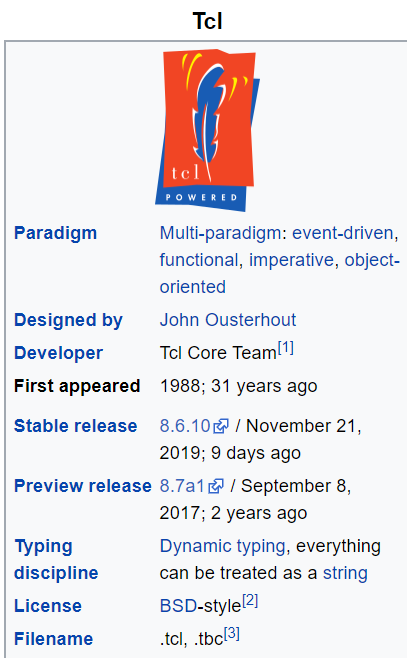 Tcl
tcl
POWERED
Paradigm
Multi-paradigm: event-driven,
functional, imperative, object-
oriented
Designed by
John Ousterhout
Developer
Tcl Core Team[1]
First appeared
1988; 31 years ago
Stable release
8.6.10 / November 21,
2019; 9 days ago
Preview release
8.7a1 / September 8,
2017; 2 years ago
Typing
discipline
Dynamic typing, everything
can be treated as a string
License
BSD-style[2]
Filename
.tcl, .tbc[3]